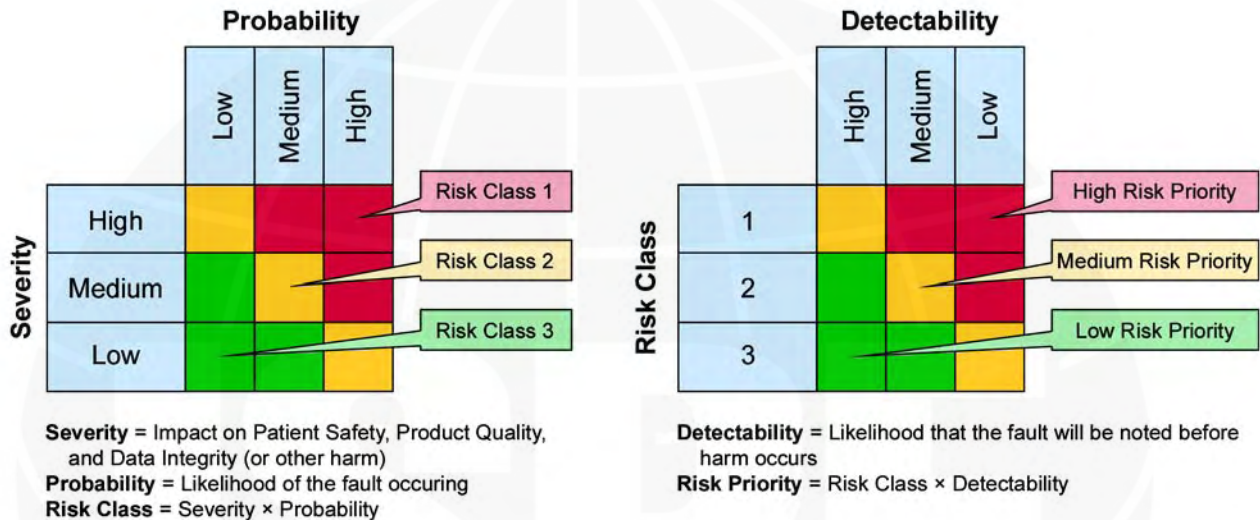 Probability
Low
Medium
High
Severity
High
Medium
Low
Risk Class 1
Risk Class 2
Risk Class 3
Severity = Impact on Patient Safety, Product Quality,
and Data Integrity (or other harm)
Probability = Likelihood of the fault occuring
Risk Class = Severity × Probability
Detectability
High
Medium
Low
Risk Class
1
2
3
High Risk Priority
Medium Risk Priority
Low Risk Priority
Detectability = Likelihood that the fault will be noted before
harm occurs
Risk Priority = Risk Class × Detectability